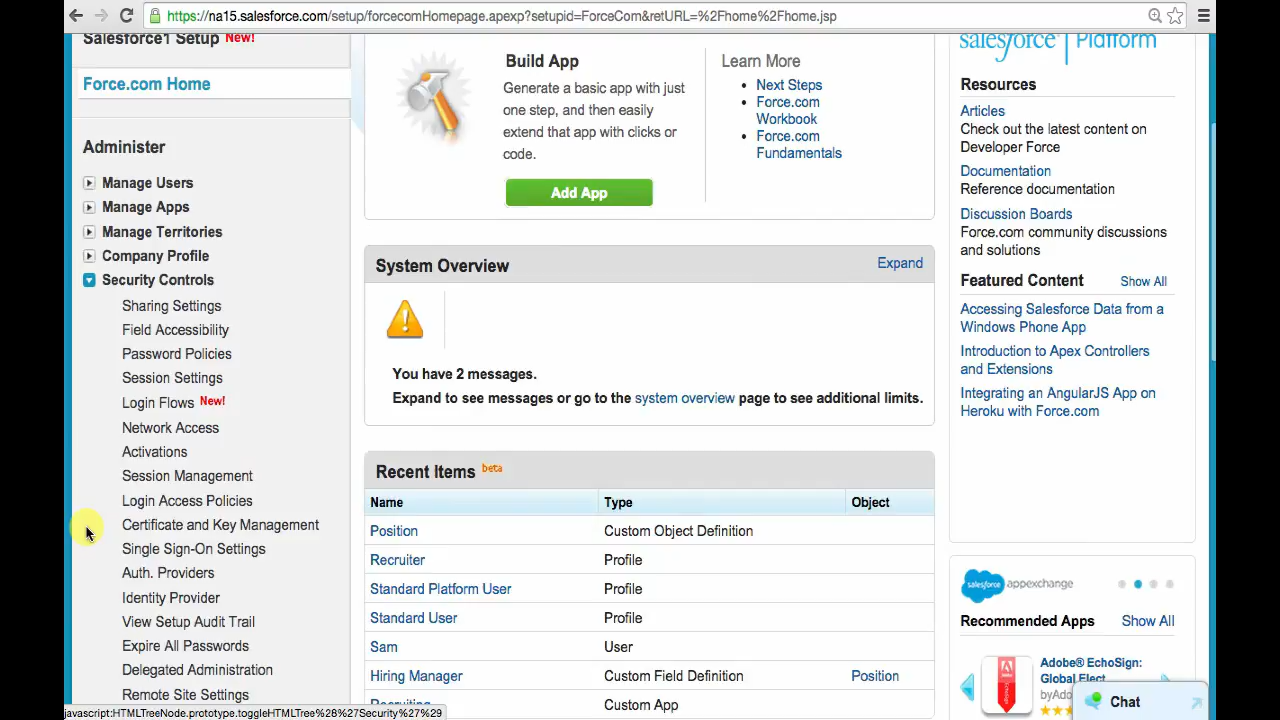 https://na15.salesforce.com/setup/forcecomHomepage.apexp?setupid=ForceCom&retURL=%2Fhome%2Fhome.jsp
Salesforce1 Setup New!
Force.com Home
Administer
Manage Users
Manage Apps
Manage Territories
Company Profile
Security Controls
Sharing Settings
Field Accessibility
Password Policies
Session Settings
Login Flows New!
Network Access
Activations
Session Management
Login Access Policies
Certificate and Key Management
Single Sign-On Settings
Auth. Providers
Identity Provider
View Setup Audit Trail
Expire All Passwords
Delegated Administration
Remote Site Settings
javascript:HTMLTreeNode.prototype.toggleHTMLTree%28%27Security%27%29
Build App
Generate a basic app with just
one step, and then easily
extend that app with clicks or
code.
Add App
Learn More
• Next Steps
• Force.com
Workbook
• Force.com
Fundamentals
System Overview Expand
You have 2 messages.
Expand to see messages or go to the system overview page to see additional limits.
Recent Items beta
Name Type Object
Position Custom Object Definition
Recruiter Profile
Standard Platform User Profile
Standard User Profile
Sam User
Hiring Manager Custom Field Definition Position
Recruiting Custom App
salesforce Platform
Resources
Articles
Check out the latest content on
Developer Force
Documentation
Reference documentation
Discussion Boards
Force.com community discussions
and solutions
Featured Content Show All
Accessing Salesforce Data from a
Windows Phone App
Introduction to Apex Controllers
and Extensions
Integrating an AngularJS App on
Heroku with Force.com
salesforce appexchange
Recommended Apps Show All
Adobe® EchoSign:
Global Elect
byAdo
Chat